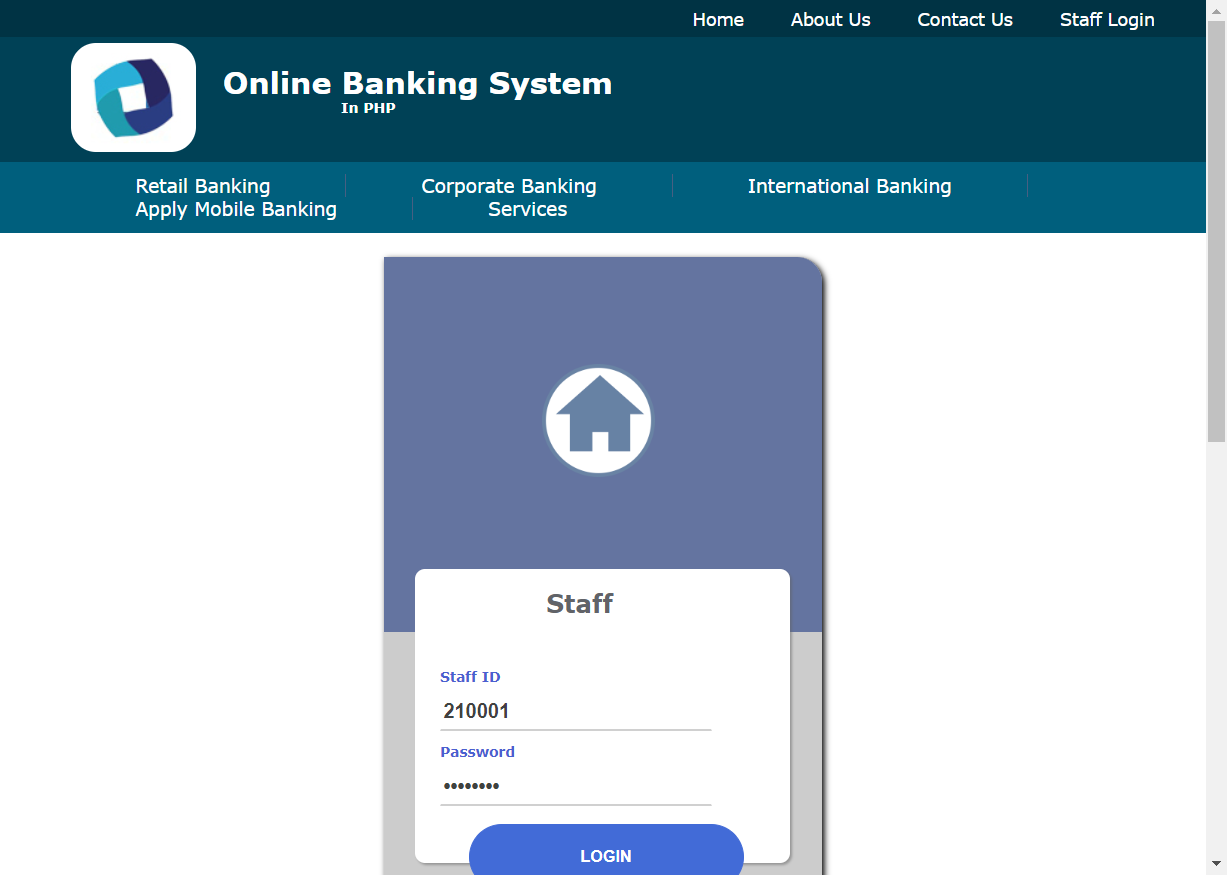 Home About Us Contact Us Staff Login
Online Banking System
In PHP
Retail Banking Corporate Banking International Banking
Apply Mobile Banking Services
Staff
Staff ID
210001
Password
••••••••
LOGIN